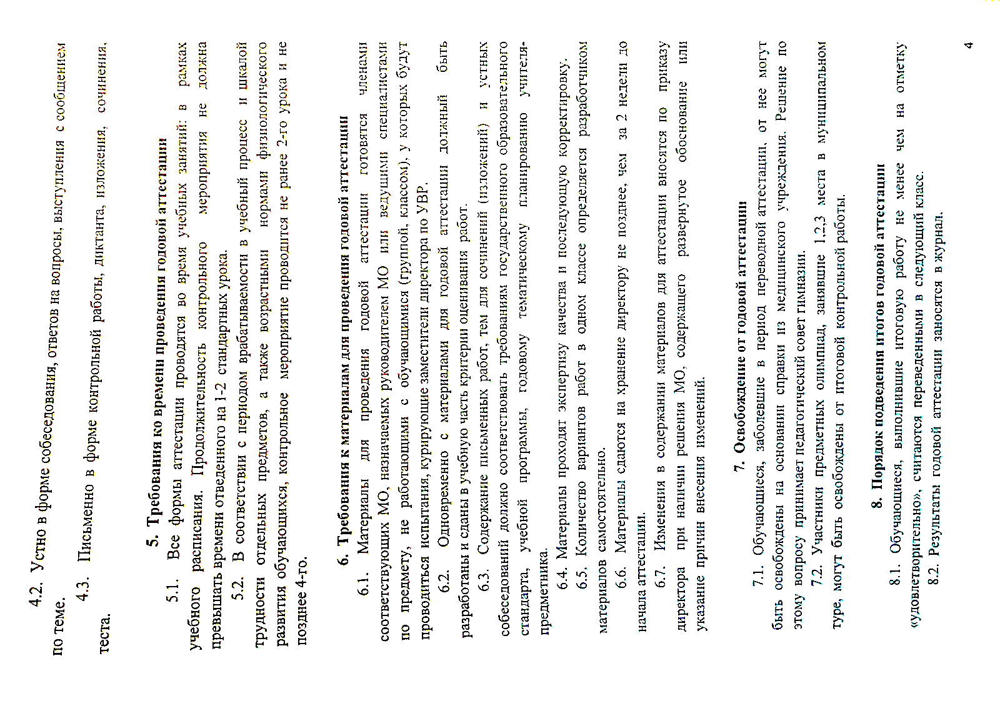 4.2. Устно в форме собеседования, ответов на вопросы, выступления с сообщением
по теме.
4.3. Письменно в форме контрольной работы, диктанта, изложения, сочинения,
теста.
5. Требования ко времени проведения годовой аттестации
5.1. Все формы аттестации проводятся во время учебных занятий: в рамках
учебного расписания. Продолжительность контрольного мероприятия не должна
превышать времени отведенного на 1-2 стандартных урока.
5.2. В соответствии с периодом врабатываемости в учебный процесс и шкалой
трудности отдельных предметов, а также возрастными нормами физиологического
развития обучающихся, контрольное мероприятие проводится не ранее 2-го урока и не
позднее 4-го.
6. Требования к материалам для проведения годовой аттестации
6.1. Материалы для проведения годовой аттестации готовятся членами
соответствующих МО, назначаемых руководителем МО или ведущими специалистами
по предмету, не работающими с обучающимися (группой, классом), у которых будут
проводиться испытания, курирующие заместители директора по УВР.
6.2. Одновременно с материалами для годовой аттестации должный быть
разработаны и сданы в учебную часть критерии оценивания работ.
6.3. Содержание письменных работ, тем для сочинений (изложений) и устных
собеседований должно соответствовать требованиям государственного образовательного
стандарта, учебной программы, годовому тематическому планированию учителя-
предметника.
6.4. Материалы проходят экспертизу качества и последующую корректировку.
6.5. Количество вариантов работ в одном классе определяется разработчиком
материалов самостоятельно.
6.6. Материалы сдаются на хранение директору не позднее, чем за 2 недели до
начала аттестации.
6.7. Изменения в содержании материалов для аттестации вносятся по приказу
директора при наличии решения МО, содержащего развернутое обоснование или
указание причин внесения изменений.
7. Освобождение от годовой аттестации
7.1. Обучающиеся, заболевшие в период переводной аттестации, от нее могут
быть освобождены на основании справки из медицинского учреждения. Решение по
этому вопросу принимает педагогический совет гимназии.
7.2. Участники предметных олимпиад, занявшие 1,2,3 места в муниципальном
туре, могут быть освобождены от итоговой контрольной работы.
8. Порядок подведения итогов годовой аттестации
8.1. Обучающиеся, выполнившие итоговую работу не менее чем на отметку
«удовлетворительно», считаются переведенными в следующий класс.
8.2. Результаты годовой аттестации заносятся в журнал.
4